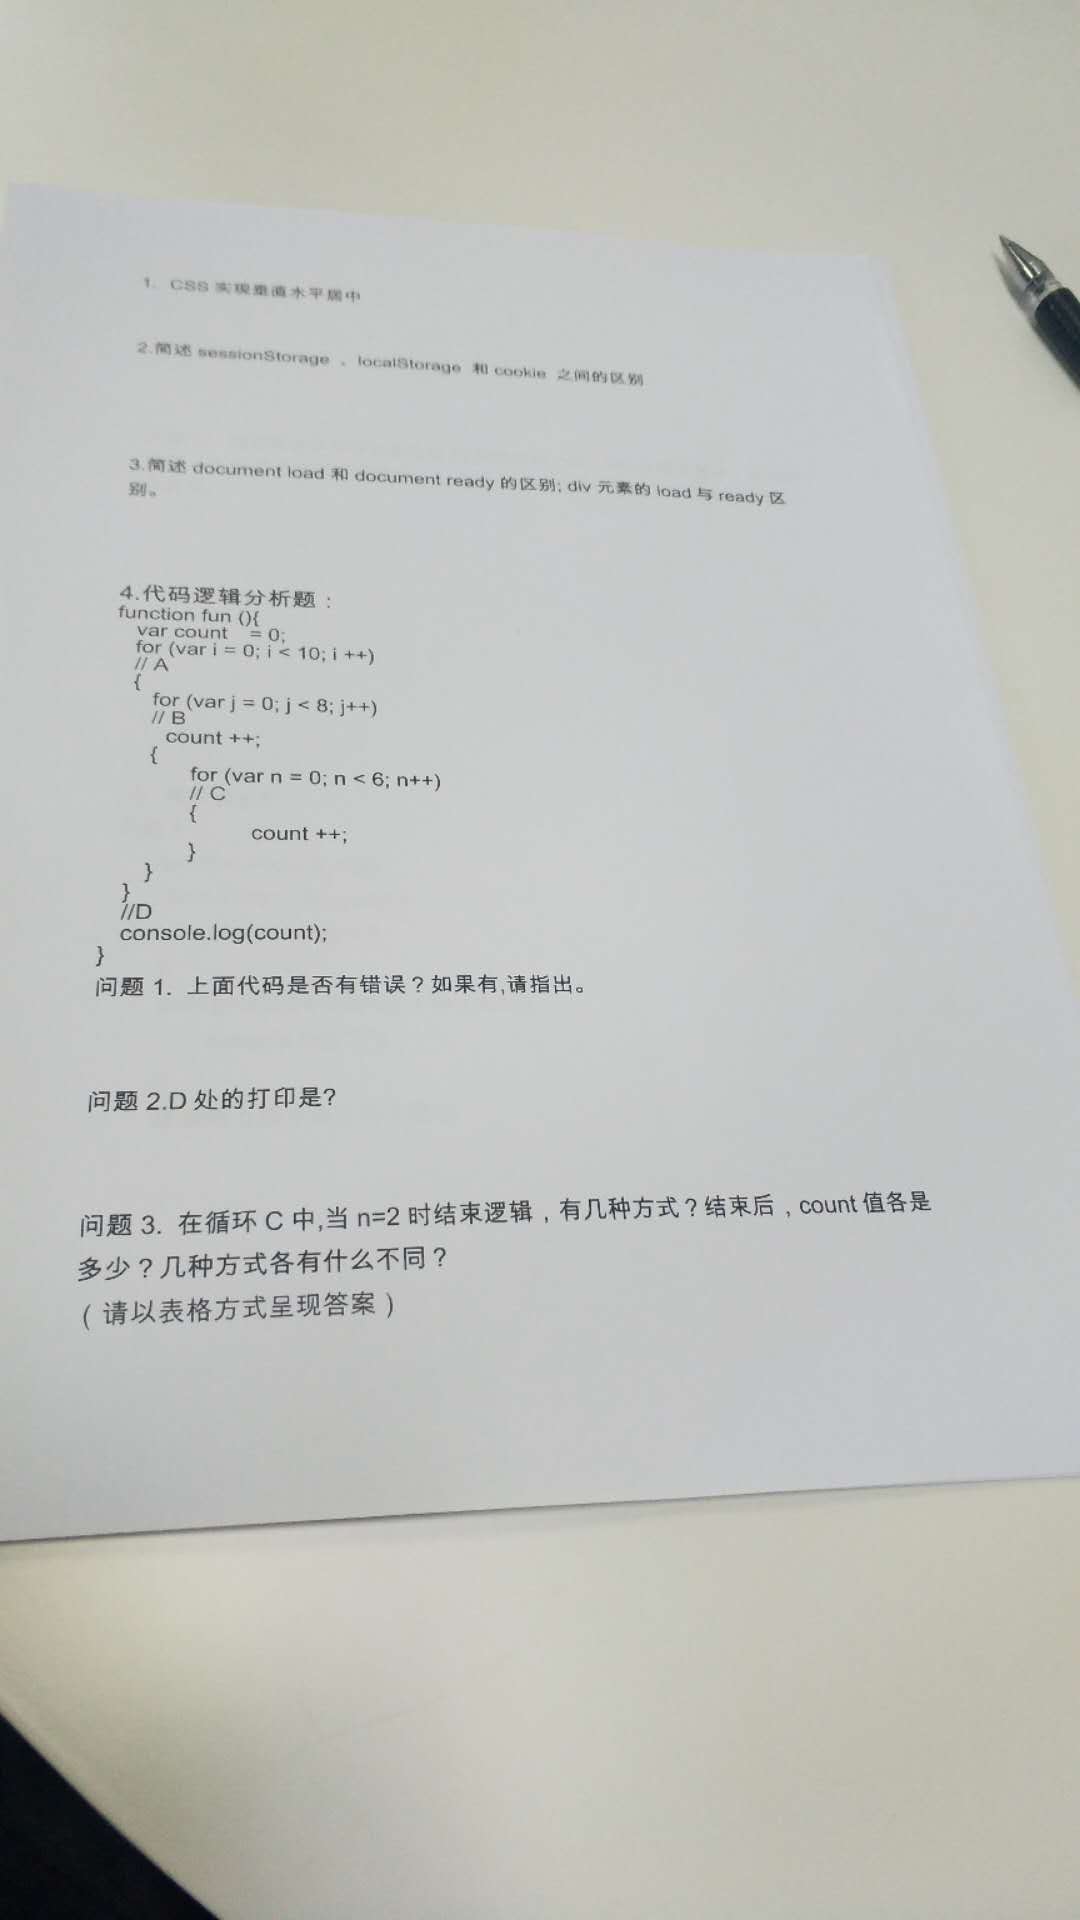 1. CSS 实现垂直水平居中
2.简述 sessionStorage 、localStorage 和 cookie 之间的区别
3.简述 document load 和 document ready 的区别; div 元素的 load 与 ready 区
别。
4.代码逻辑分析题：
function fun (){
var count = 0;
for (var i = 0; i < 10; i ++)
// A
{
for (var j = 0; j < 8; j++)
// B
count ++;
{
for (var n = 0; n < 6; n++)
// C
{
count ++;
}
}
}
//D
console.log(count);
}
问题 1. 上面代码是否有错误？如果有,请指出。
问题 2.D 处的打印是?
问题 3. 在循环 C 中,当 n=2 时结束逻辑，有几种方式？结束后，count 值各是
多少？几种方式各有什么不同？
（请以表格方式呈现答案）